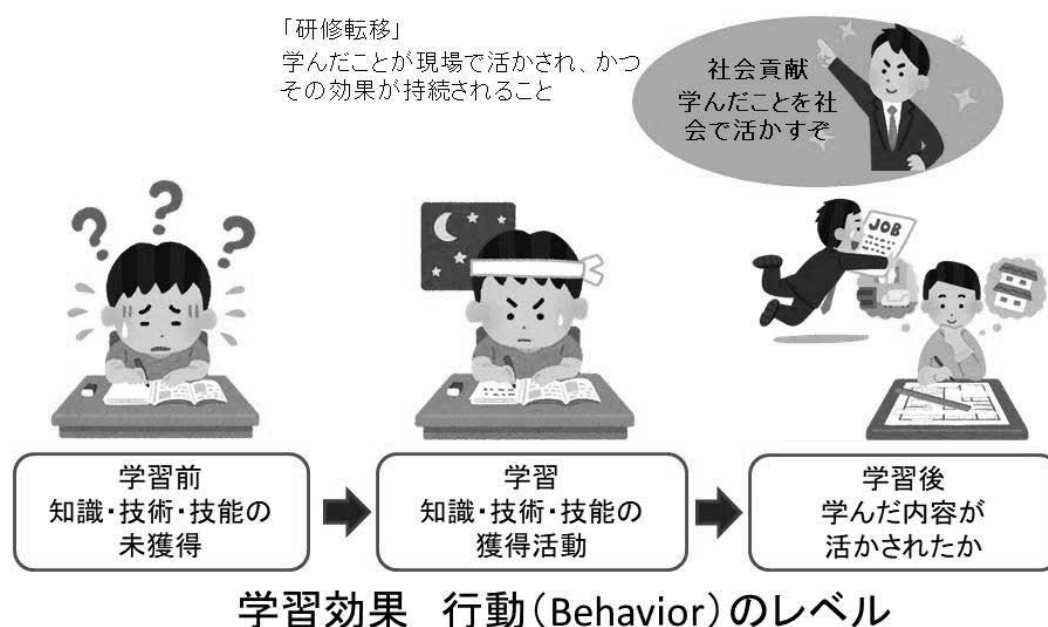 「研修転移」
学んだことが現場で活かされ、かつ
その効果が持続されること
社会貢献
学んだことを社
会で活かすぞ
? ? ?
JOB
学習前
知識・技術・技能の
未獲得
学習
知識・技術・技能の
獲得活動
学習後
学んだ内容が
活かされたか
学習効果　行動(Behavior)のレベル